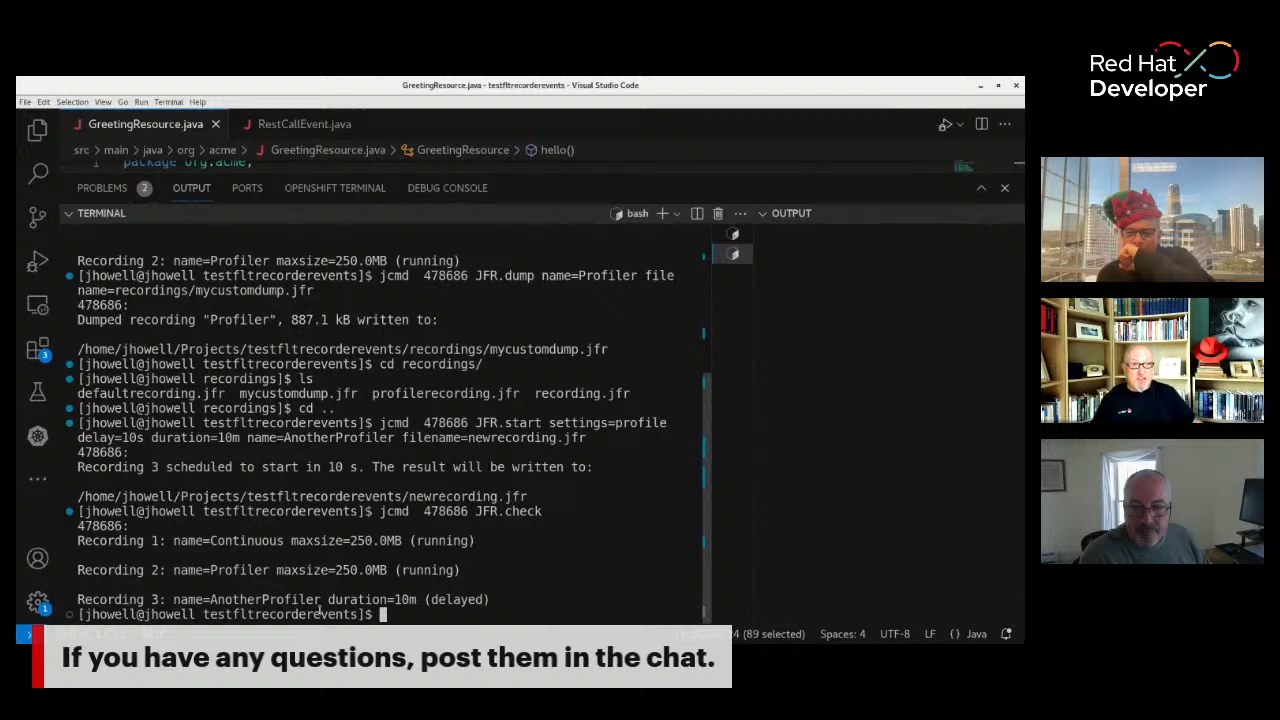 Red Hat
Developer
GreetingResource.java - testfltrecorderevents - Visual Studio Code
File Edit Selection View Go Run Terminal Help
GreetingResource.java RestCallEvent.java
src > main > java > org > acme > GreetingResource.java > GreetingResource > hello()
1 package org.acme;
PROBLEMS 2 OUTPUT PORTS OPENSHIFT TERMINAL DEBUG CONSOLE
TERMINAL bash OUTPUT
Recording 2: name=Profiler maxsize=250.0MB (running)
[jhowell@jhowell testfltrecorderevents]$ jcmd  478686 JFR.dump name=Profiler file
name=recordings/mycustomdump.jfr
478686:
Dumped recording "Profiler", 887.1 kB written to:
/home/jhowell/Projects/testfltrecorderevents/recordings/mycustomdump.jfr
[jhowell@jhowell testfltrecorderevents]$ cd recordings/
[jhowell@jhowell recordings]$ ls
defaultrecording.jfr  mycustomdump.jfr  profilerecording.jfr  recording.jfr
[jhowell@jhowell recordings]$ cd ..
[jhowell@jhowell testfltrecorderevents]$ jcmd  478686 JFR.start settings=profile
delay=10s duration=10m name=AnotherProfiler filename=newrecording.jfr
478686:
Recording 3 scheduled to start in 10 s. The result will be written to:
/home/jhowell/Projects/testfltrecorderevents/newrecording.jfr
[jhowell@jhowell testfltrecorderevents]$ jcmd  478686 JFR.check
478686:
Recording 1: name=Continuous maxsize=250.0MB (running)
Recording 2: name=Profiler maxsize=250.0MB (running)
Recording 3: name=AnotherProfiler duration=10m (delayed)
[jhowell@jhowell testfltrecorderevents]$
3
1
(89 selected) Spaces: 4 UTF-8 LF {} Java
If you have any questions, post them in the chat.